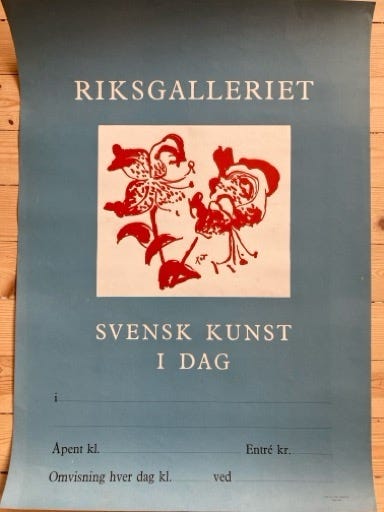 RIKSGALLERIET
SVENSK KUNST
I DAG
i
Åpent kl. Entré kr.
Omvisning hver dag kl. ved